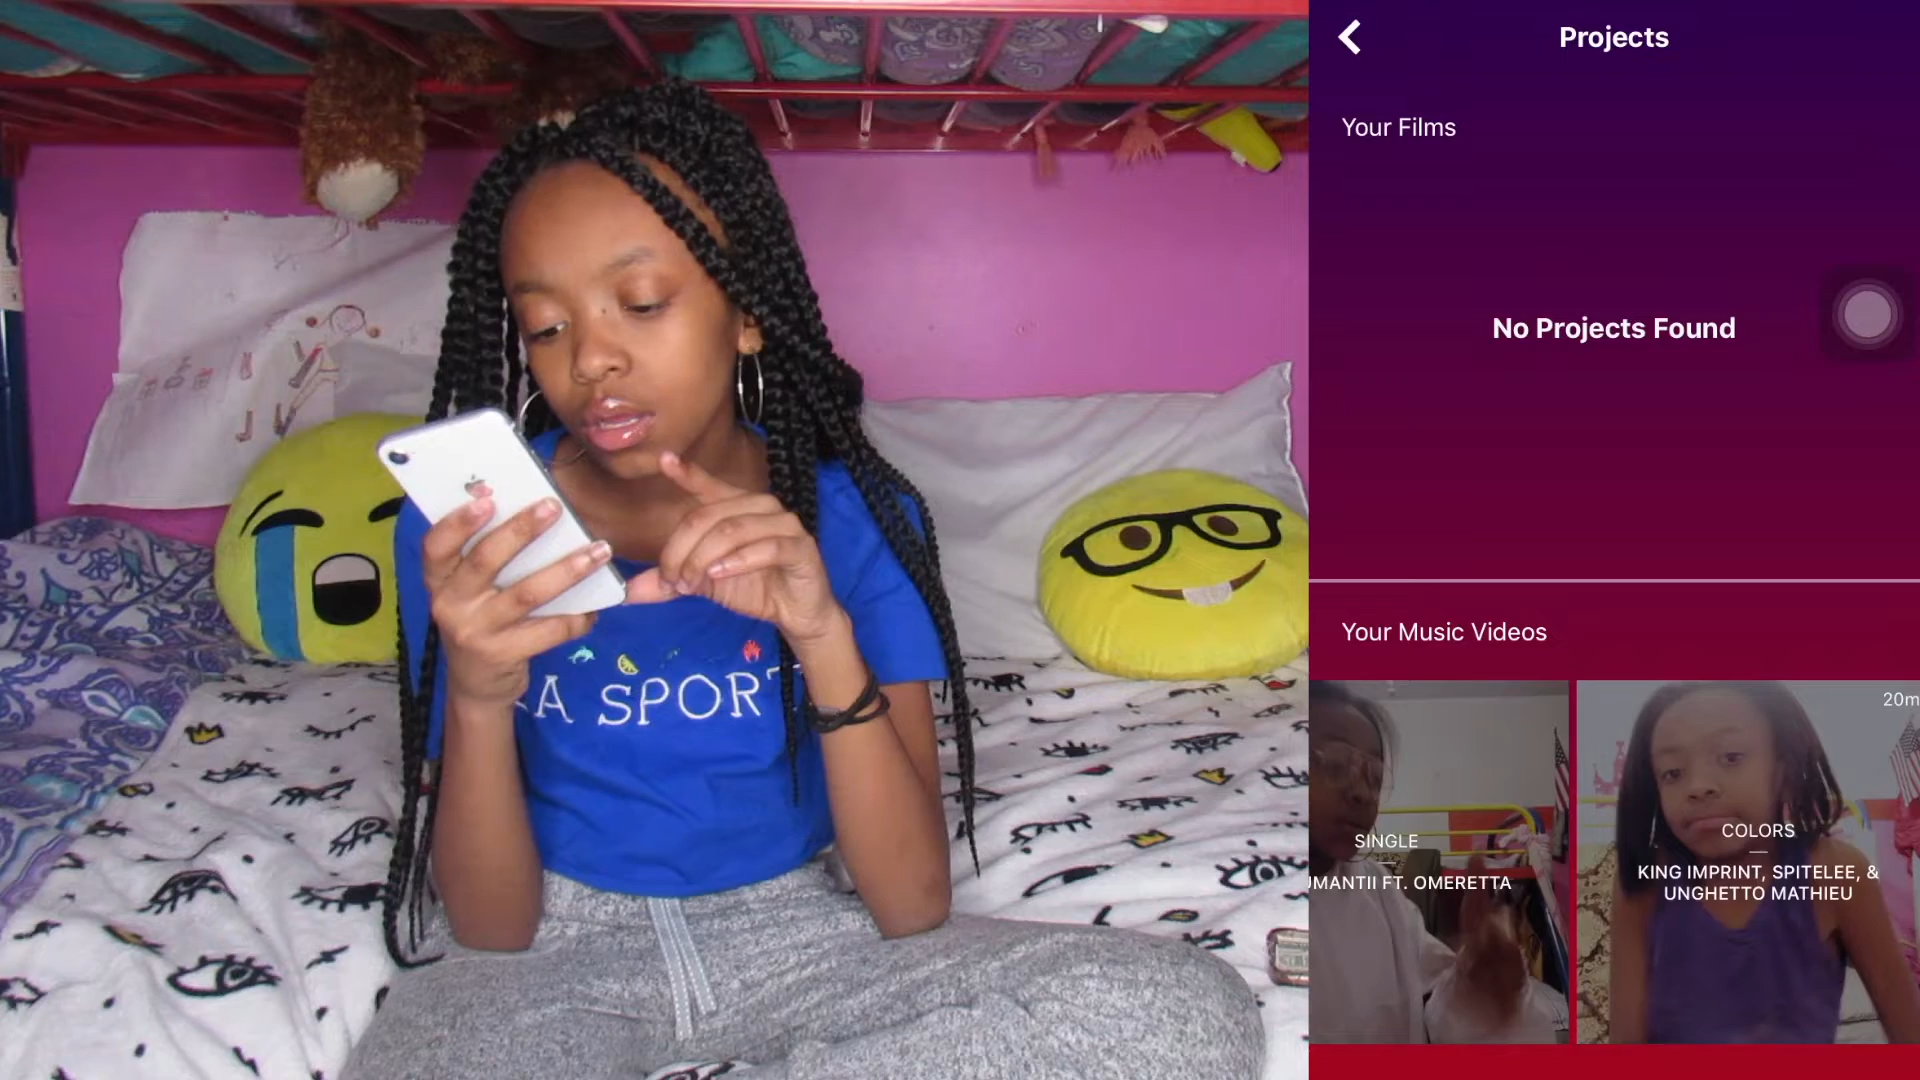 A SPORT
Projects
Your Films
No Projects Found
Your Music Videos
SINGLE
UMANTII FT. OMERETTA
20m
COLORS
KING IMPRINT, SPITELEE, &
UNGHETTO MATHIEU